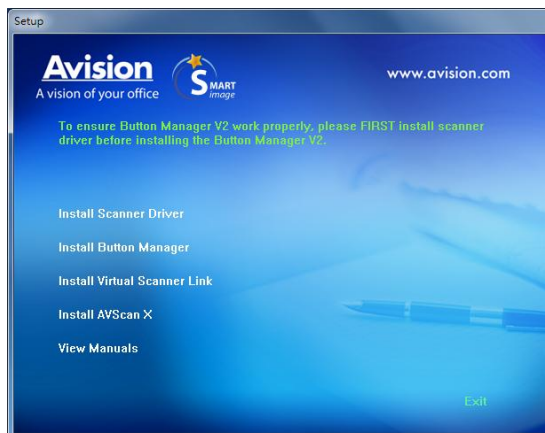 Setup
Avision
A vision of your office
SMART
image
www.avision.com
To ensure Button Manager V2 work properly, please FIRST install scanner
driver before installing the Button Manager V2.
Install Scanner Driver
Install Button Manager
Install Virtual Scanner Link
Install AVScan X
View Manuals
Exit